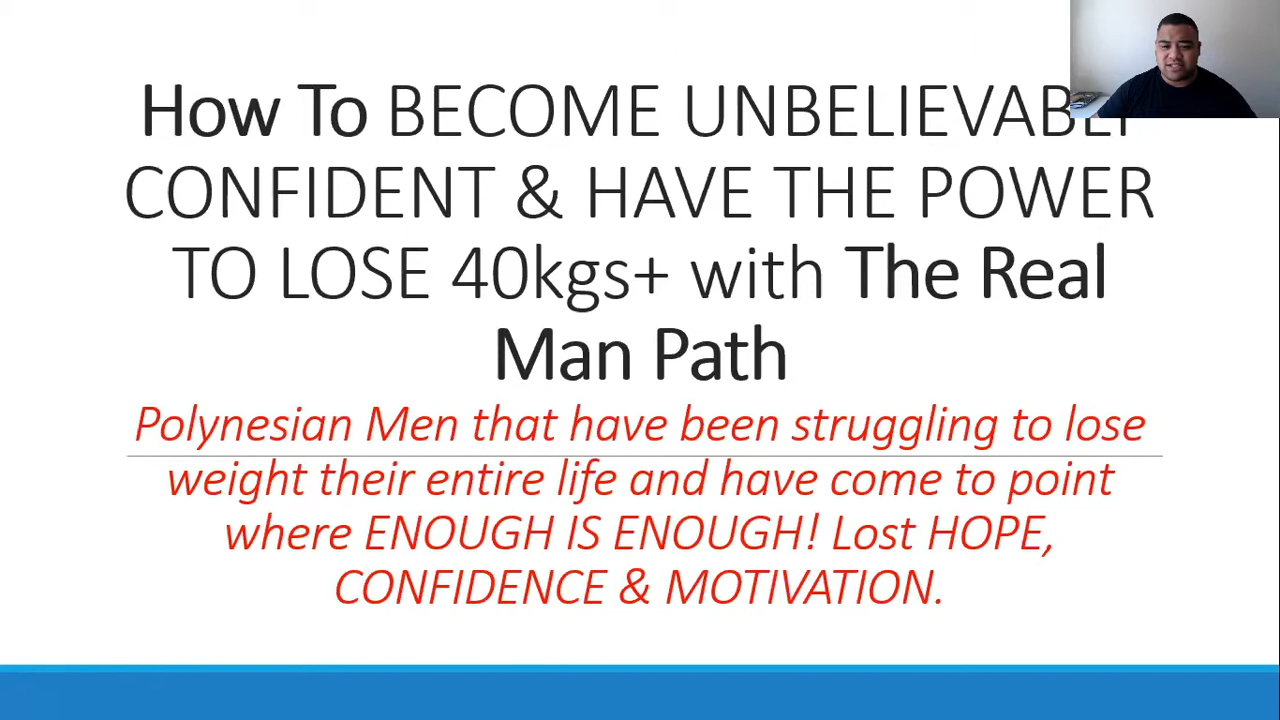 How To BECOME UNBELIEVABLY
CONFIDENT & HAVE THE POWER
TO LOSE 40kgs+ with The Real
Man Path
Polynesian Men that have been struggling to lose
weight their entire life and have come to point
where ENOUGH IS ENOUGH! Lost HOPE,
CONFIDENCE & MOTIVATION.